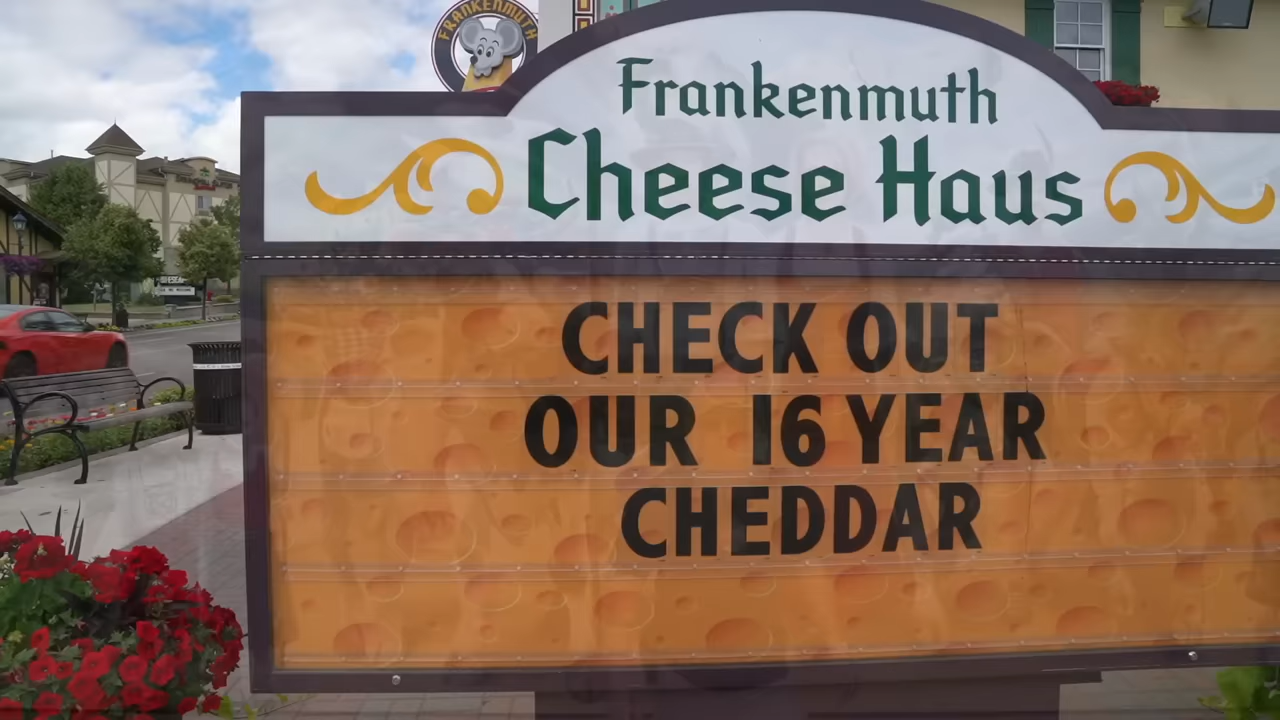 FRANKENMUTH
Frankenmuth
Cheese Haus
CHECK OUT
OUR 16 YEAR
CHEDDAR